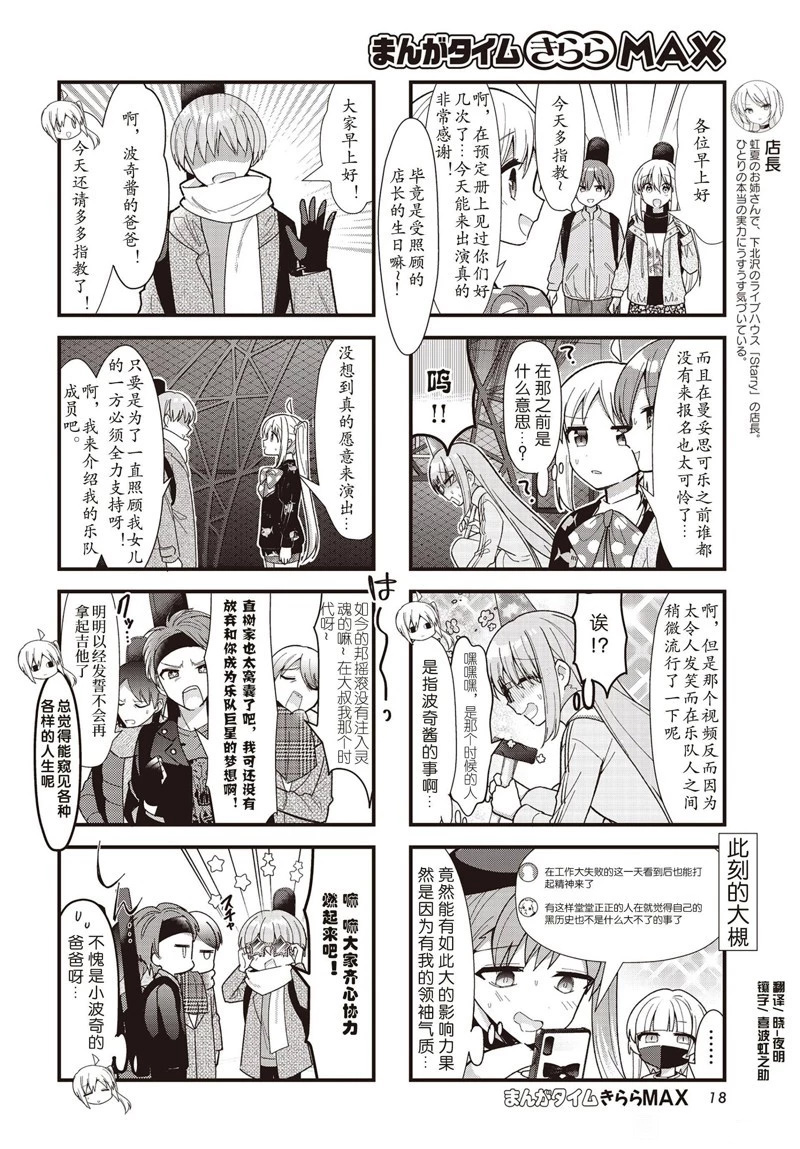 まんがタイムきららMAX
店長
虹夏のお姉さんで、下北沢のライブハウス「Starry」の店長。
ひとりの本当の実力にうすうす気づいている。
各位早上好
今天多指教~
啊，在预定册上见过你们好
几次了…今天能来出演真的
非常感谢！
毕竟是受照顾的
店长的生日嘛~！
而且在曼妥思可乐之前谁都
没有来报名也太可怜了…
在那之前是
什么意思…？
呜
!!
啊，但是那个视频反而因为
太令人发笑而在乐队人之间
稍微流行了一下呢
诶!?
嘿嘿嘿，是那个时候的人
是指波奇酱的事啊…
此刻的大槻
在工作大失败的这一天看到后也能打
起精神来了
有这样堂堂正正的人在就觉得自己的
黑历史也不是什么大不了的事了
竟然能有如此大的影响力果
然是因为有我的领袖气质…
……
大家早上好！
啊，波奇酱的爸爸！
今天还请多多指教了！
没想到真的愿意来演出…
只要是为了一直照顾我女儿
的一方必须全力支持呀！
啊，我来介绍我的乐队
成员吧。
は~~っ
如今的邦摇滚没有注入灵
魂的嘛~在大叔我那个时
代呀~
直树家也太窝囊了吧，我可还没有
放弃和你成为乐队巨星的梦想啊！
明明以经发誓不会再
拿起吉他了
总觉得能窥见各种
各样的人生呢
嘛 嘛大家齐心协力
燃起来吧！
スチャ
不愧是小波奇的
爸爸呀…
翻译/晓-夜明
镶字/喜波虹之助
まんがタイムきららMAX 18